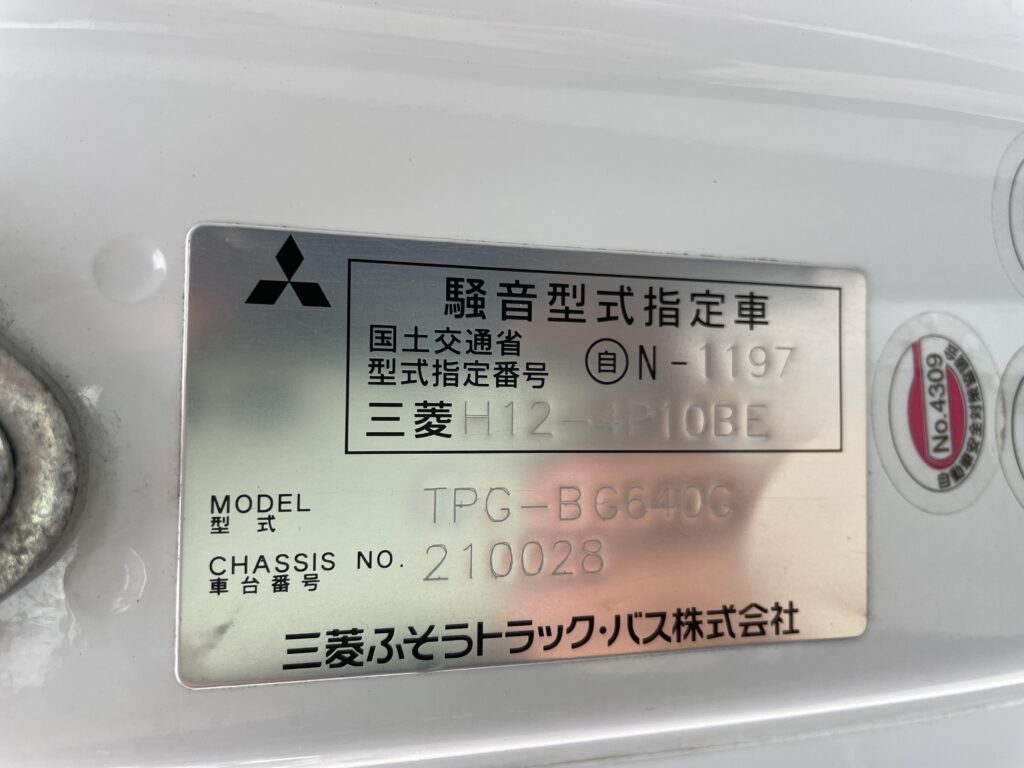 騒音型式指定車
国土交通省
型式指定番号 自 N-1197
三菱 H12-4P10BE
MODEL
型式 TPG-BG640G
CHASSIS NO.
車台番号 210028
三菱ふそうトラック・バス株式会社
No.4309